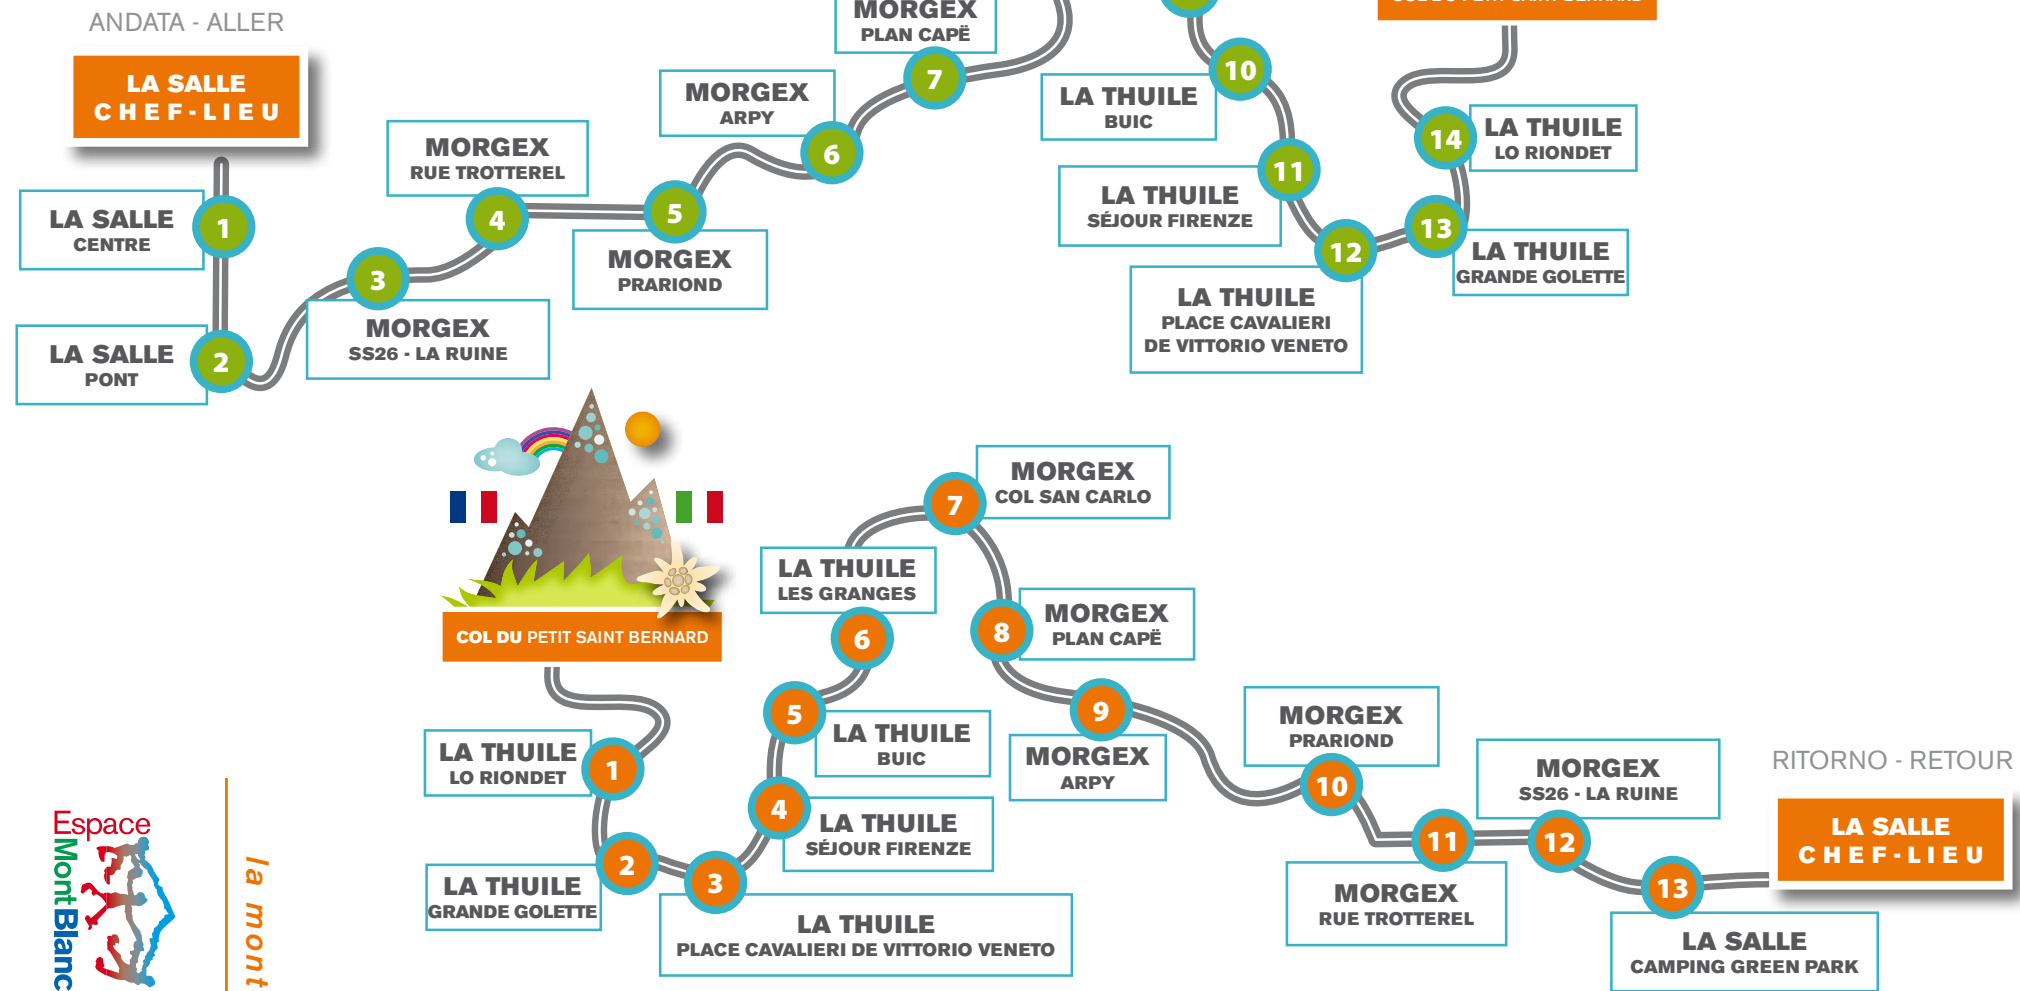 ANDATA - ALLER
LA SALLE
CHEF-LIEU
1
LA SALLE
CENTRE
2
LA SALLE
PONT
3
MORGEX
SS26 - LA RUINE
4
MORGEX
RUE TROTTEREL
5
MORGEX
PRARIOND
6
MORGEX
ARPY
7
MORGEX
PLAN CAPË
10
LA THUILE
BUIC
11
LA THUILE
SÉJOUR FIRENZE
12
LA THUILE
PLACE CAVALIERI
DE VITTORIO VENETO
13
LA THUILE
GRANDE GOLETTE
14
LA THUILE
LO RIONDET
COL DU PETIT SAINT BERNARD
COL DU PETIT SAINT BERNARD
1
LA THUILE
LO RIONDET
2
LA THUILE
GRANDE GOLETTE
3
LA THUILE
PLACE CAVALIERI DE VITTORIO VENETO
4
LA THUILE
SÉJOUR FIRENZE
5
LA THUILE
BUIC
6
LA THUILE
LES GRANGES
7
MORGEX
COL SAN CARLO
8
MORGEX
PLAN CAPË
9
MORGEX
ARPY
10
MORGEX
PRARIOND
11
MORGEX
RUE TROTTEREL
12
MORGEX
SS26 - LA RUINE
13
LA SALLE
CAMPING GREEN PARK
RITORNO - RETOUR
LA SALLE
CHEF-LIEU
Espace
MontBlanc
la mont